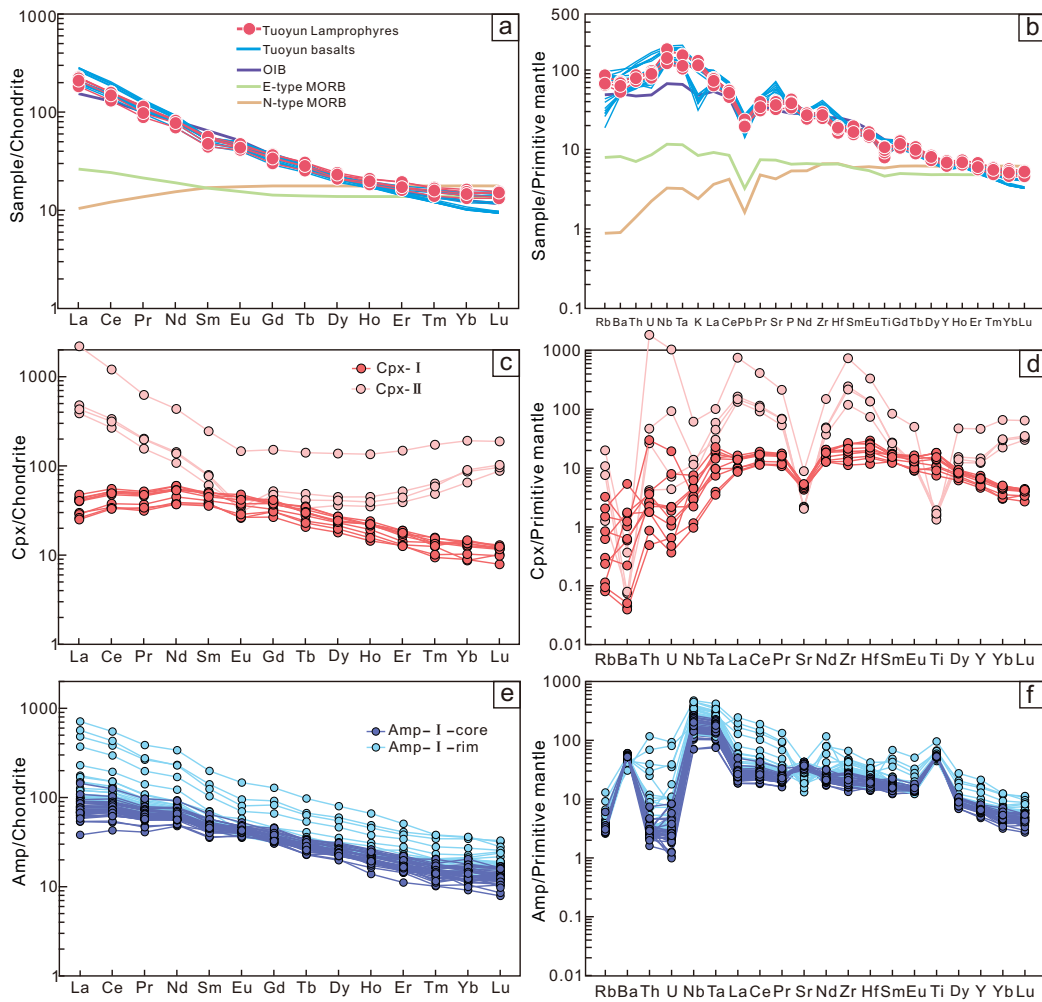 a
Sample/Chondrite
1000
100
10
1
Tuoyun Lamprophyres
Tuoyun basalts
OIB
E-type MORB
N-type MORB
La Ce Pr Nd Sm Eu Gd Tb Dy Ho Er Tm Yb Lu
b
Sample/Primitive mantle
500
100
10
1
0.1
Rb Ba Th U Nb Ta K La Ce Pb Pr Sr P Nd Zr Hf Sm Eu Ti Gd Tb Dy Y Ho Er Tm Yb Lu
c
Cpx/Chondrite
1000
100
10
1
Cpx-Ⅰ
Cpx-Ⅱ
La Ce Pr Nd Sm Eu Gd Tb Dy Ho Er Tm Yb Lu
d
Cpx/Primitive mantle
1000
100
10
1
0.1
0.01
Rb Ba Th U Nb Ta La Ce Pr Sr Nd Zr Hf Sm Eu Ti Dy Y Yb Lu
e
Amp/Chondrite
1000
100
10
1
Amp-Ⅰ-core
Amp-Ⅰ-rim
La Ce Pr Nd Sm Eu Gd Tb Dy Ho Er Tm Yb Lu
f
Amp/Primitive mantle
1000
100
10
1
0.1
0.01
Rb Ba Th U Nb Ta La Ce Pr Sr Nd Zr Hf Sm Eu Ti Dy Y Yb Lu